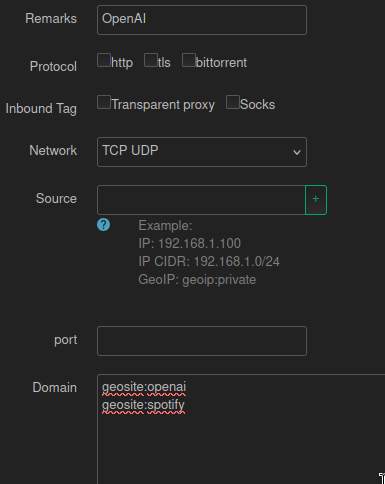 Remarks OpenAI
Protocol http tls bittorrent
Inbound Tag Transparent proxy Socks
Network TCP UDP
Source +
? Example:
IP: 192.168.1.100
IP CIDR: 192.168.1.0/24
GeoIP: geoip:private
port
Domain geosite:openai
geosite:spotify